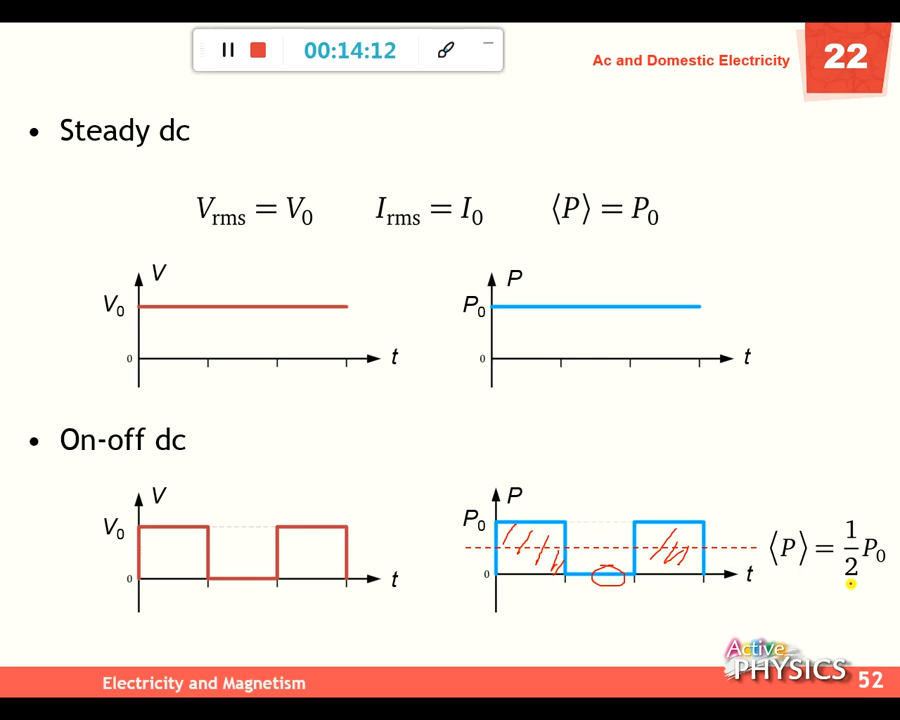 00:14:12
Ac and Domestic Electricity
22
• Steady dc
V_rms = V_0 I_rms = I_0 ⟨P⟩ = P_0
V
P
V_0
P_0
0
t
0
t
• On-off dc
V
P
V_0
P_0
⟨P⟩ = 1/2 P_0
0
t
0
t
Active
PHYSICS
Electricity and Magnetism
52